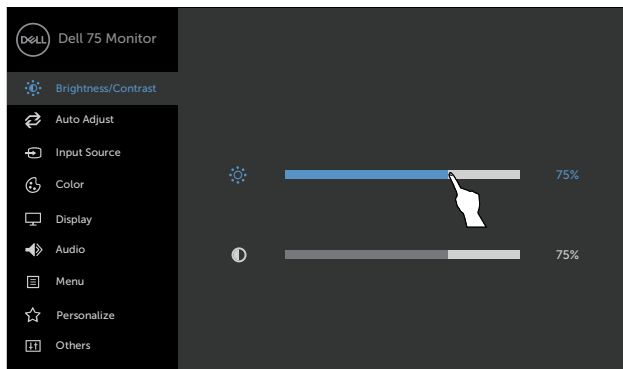 DELL
Dell 75 Monitor
Brightness/Contrast
Auto Adjust
Input Source
Color
Display
Audio
Menu
Personalize
Others
75%
75%